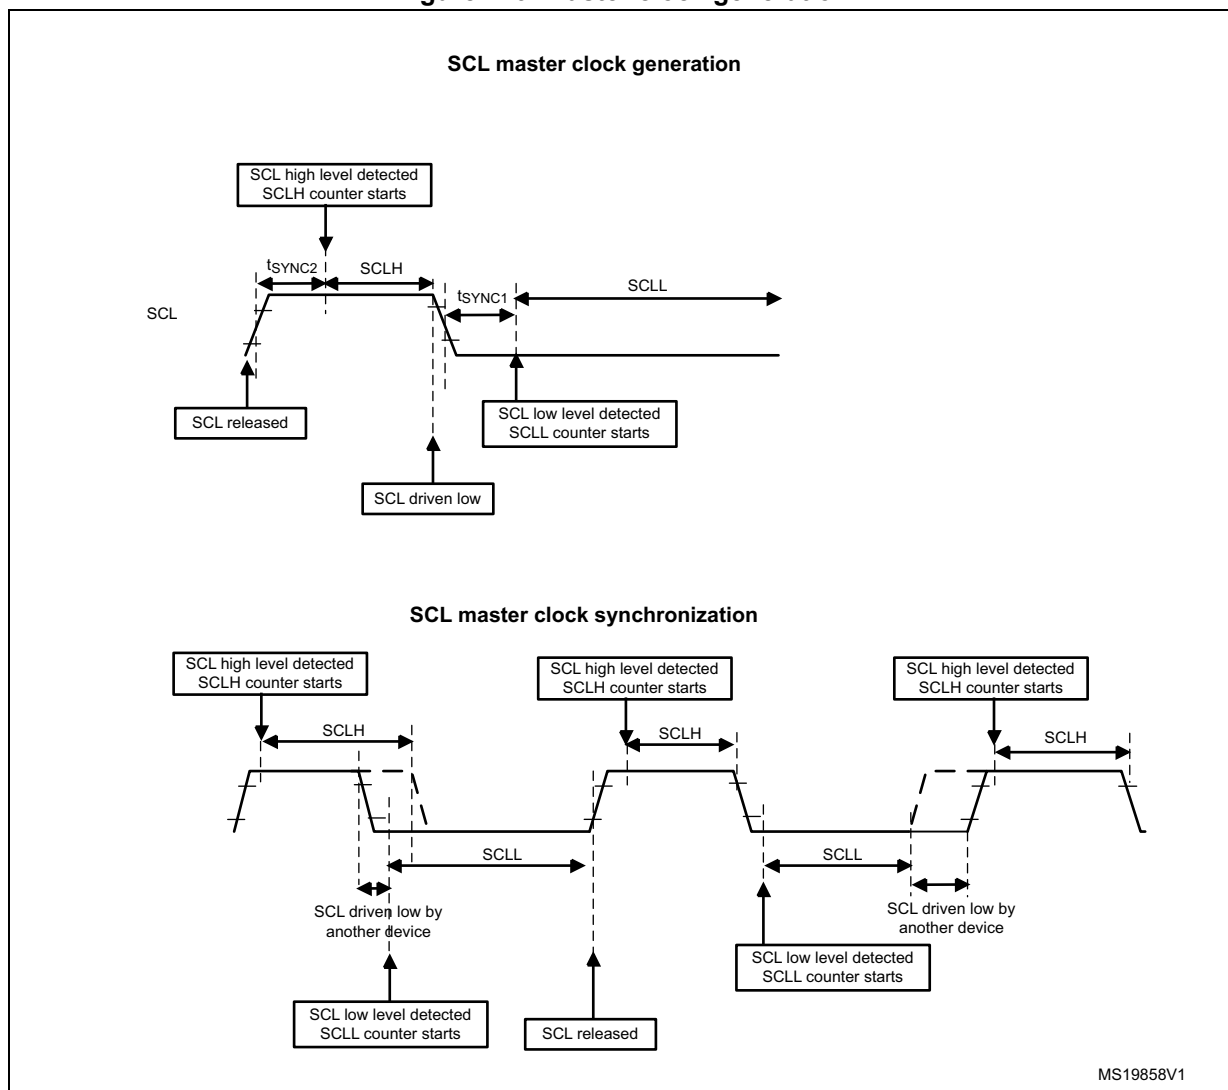 SCL master clock generation
SCL high level detected
SCLH counter starts
tSYNC2
SCLH
tSYNC1
SCLL
SCL
SCL released
SCL low level detected
SCLL counter starts
SCL driven low
SCL master clock synchronization
SCL high level detected
SCLH counter starts
SCL high level detected
SCLH counter starts
SCL high level detected
SCLH counter starts
SCLH
SCLH
SCLH
SCLL
SCLL
SCL driven low by
another device
SCL driven low by
another device
SCL low level detected
SCLL counter starts
SCL low level detected
SCLL counter starts
SCL released
MS19858V1